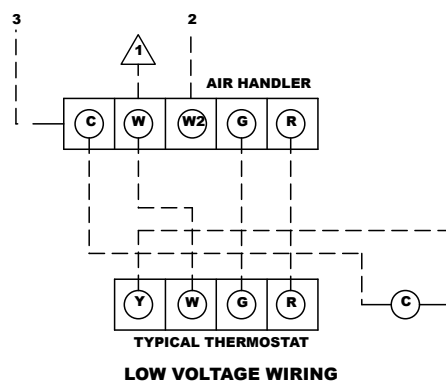 3
2
1
AIR HANDLER
C W W2 G R
Y W G R
C
TYPICAL THERMOSTAT
LOW VOLTAGE WIRING